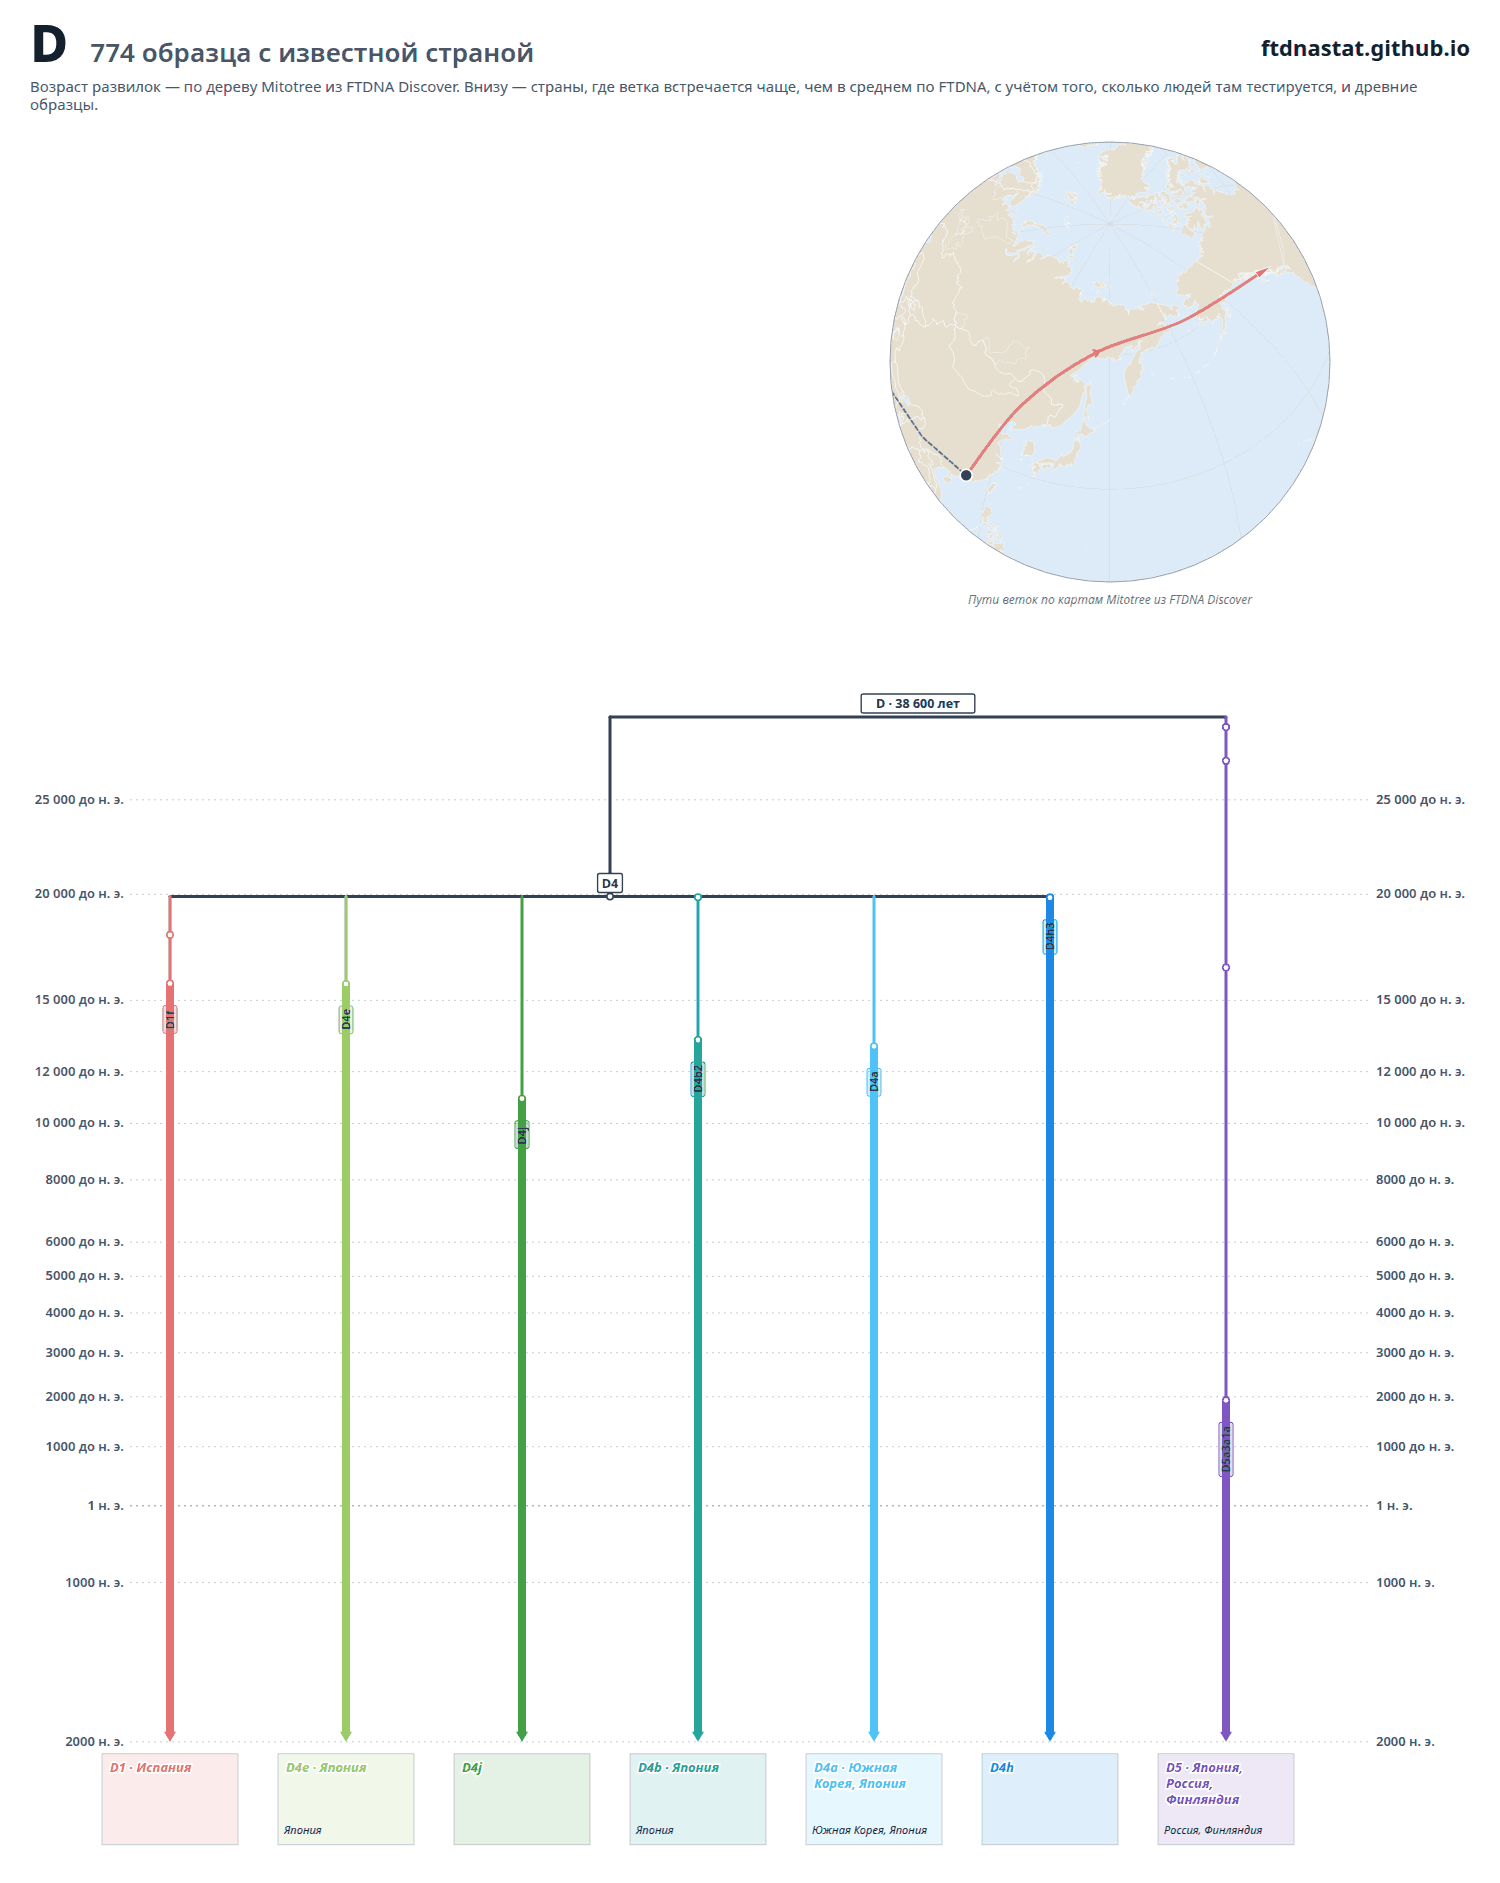 D 774 образца с известной страной
ftdnastat.github.io
Возраст развилок — по дереву Mitotree из FTDNA Discover. Внизу — страны, где ветка встречается чаще, чем в среднем по FTDNA, с учётом того, сколько людей там тестируется, и древние
образцы.
Пути веток по картам Mitotree из FTDNA Discover
D · 38 600 лет
25 000 до н. э. 25 000 до н. э.
D4
20 000 до н. э. 20 000 до н. э.
D4h3
15 000 до н. э. 15 000 до н. э.
D1f
D4e
12 000 до н. э. 12 000 до н. э.
D4b2
D4a
10 000 до н. э. 10 000 до н. э.
D4j
8000 до н. э. 8000 до н. э.
6000 до н. э. 6000 до н. э.
5000 до н. э. 5000 до н. э.
4000 до н. э. 4000 до н. э.
3000 до н. э. 3000 до н. э.
2000 до н. э. 2000 до н. э.
1000 до н. э. 1000 до н. э.
D5a3a1a
1 н. э. 1 н. э.
1000 н. э. 1000 н. э.
2000 н. э. 2000 н. э.
D1 · Испания
D4e · Япония
Япония
D4j
D4b · Япония
Япония
D4a · Южная
Корея, Япония
Южная Корея, Япония
D4h
D5 · Япония,
Россия,
Финляндия
Россия, Финляндия